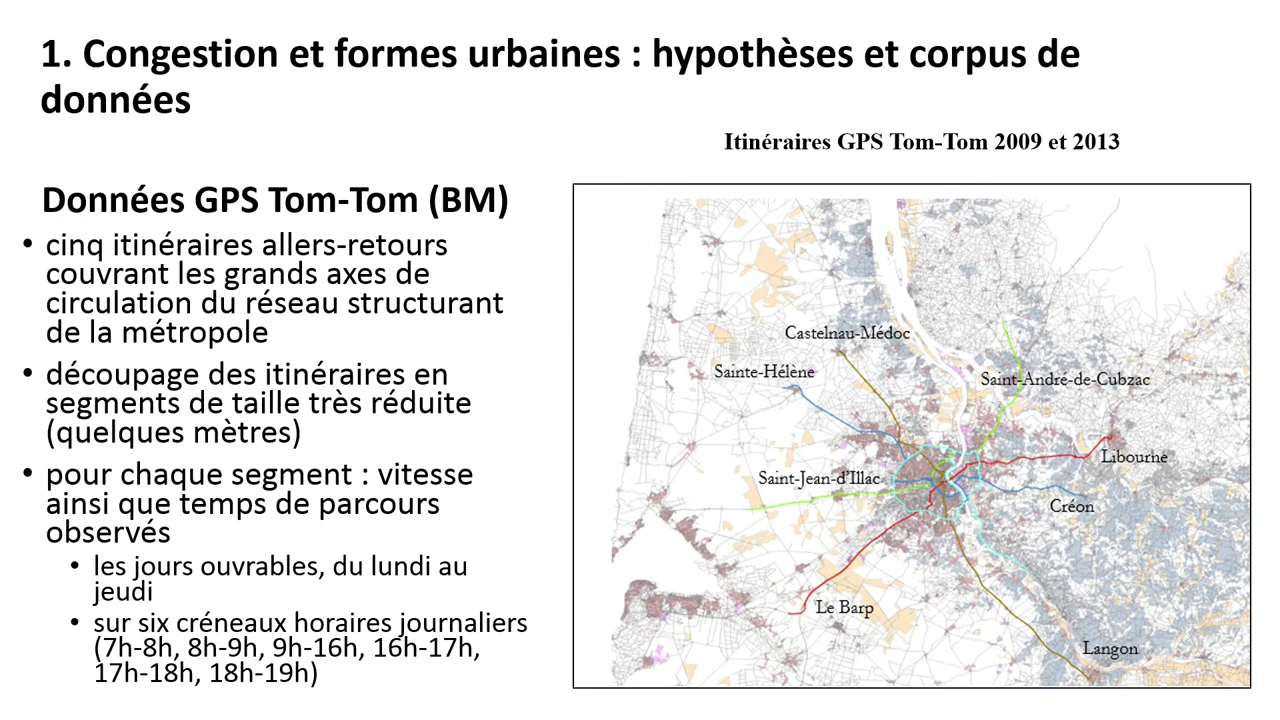 1. Congestion et formes urbaines : hypothèses et corpus de
données
Itinéraires GPS Tom-Tom 2009 et 2013
Données GPS Tom-Tom (BM)
• cinq itinéraires allers-retours
couvrant les grands axes de
circulation du réseau structurant
de la métropole
• découpage des itinéraires en
segments de taille très réduite
(quelques mètres)
• pour chaque segment : vitesse
ainsi que temps de parcours
observés
• les jours ouvrables, du lundi au
jeudi
• sur six créneaux horaires journaliers
(7h-8h, 8h-9h, 9h-16h, 16h-17h,
17h-18h, 18h-19h)
Castelnau-Médoc
Sainte-Hélène
Saint-André-de-Cubzac
Libourne
Saint-Jean-d'Illac
Créon
Le Barp
Langon